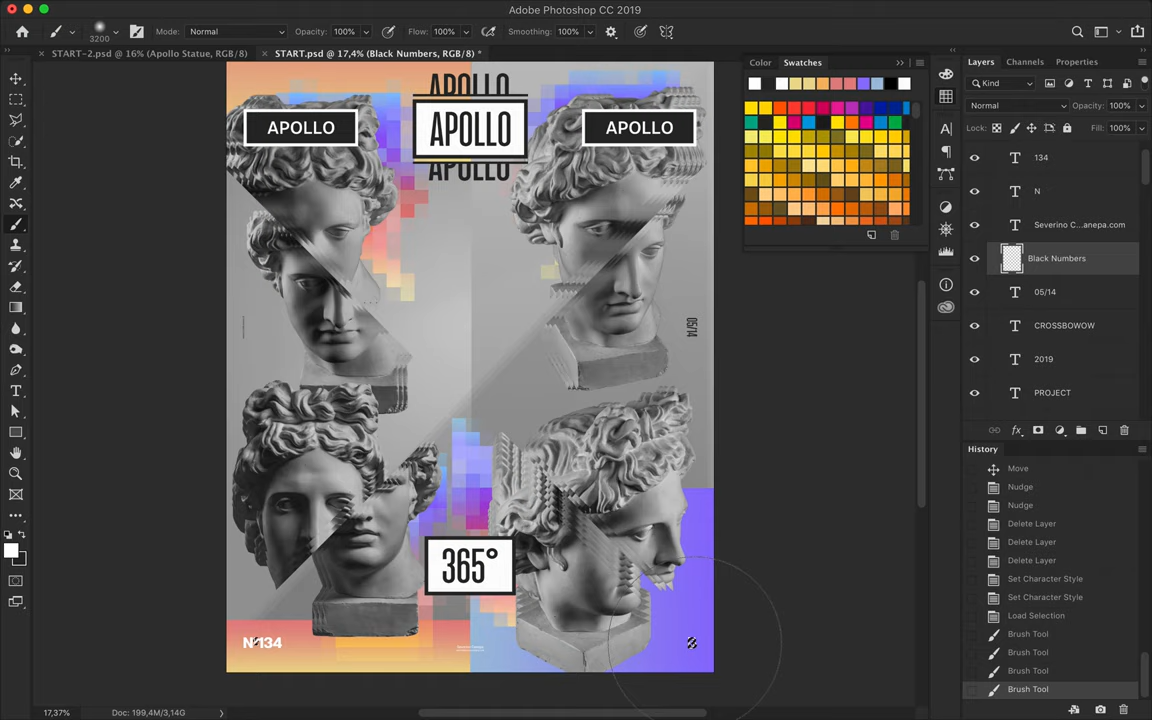 Adobe Photoshop CC 2019
3200
Mode: Normal
Opacity: 100%
Flow: 100%
Smoothing: 100%
START-2.psd @ 16% (Apollo Statue, RGB/8)
START.psd @ 17,4% (Black Numbers, RGB/8) *
APOLLO
APOLLO
APOLLO
APOLLO
APOLLO
05/14
365°
134
Color
Swatches
Layers
Channels
Properties
Kind
Normal
Opacity: 100%
Lock:
Fill: 100%
134
N
Severino C...anepa.com
Black Numbers
05/14
CROSSBOWOW
2019
PROJECT
History
Move
Nudge
Nudge
Delete Layer
Delete Layer
Delete Layer
Set Character Style
Set Character Style
Load Selection
Brush Tool
Brush Tool
Brush Tool
Brush Tool
17,37%
Doc: 199,4M/3,14G